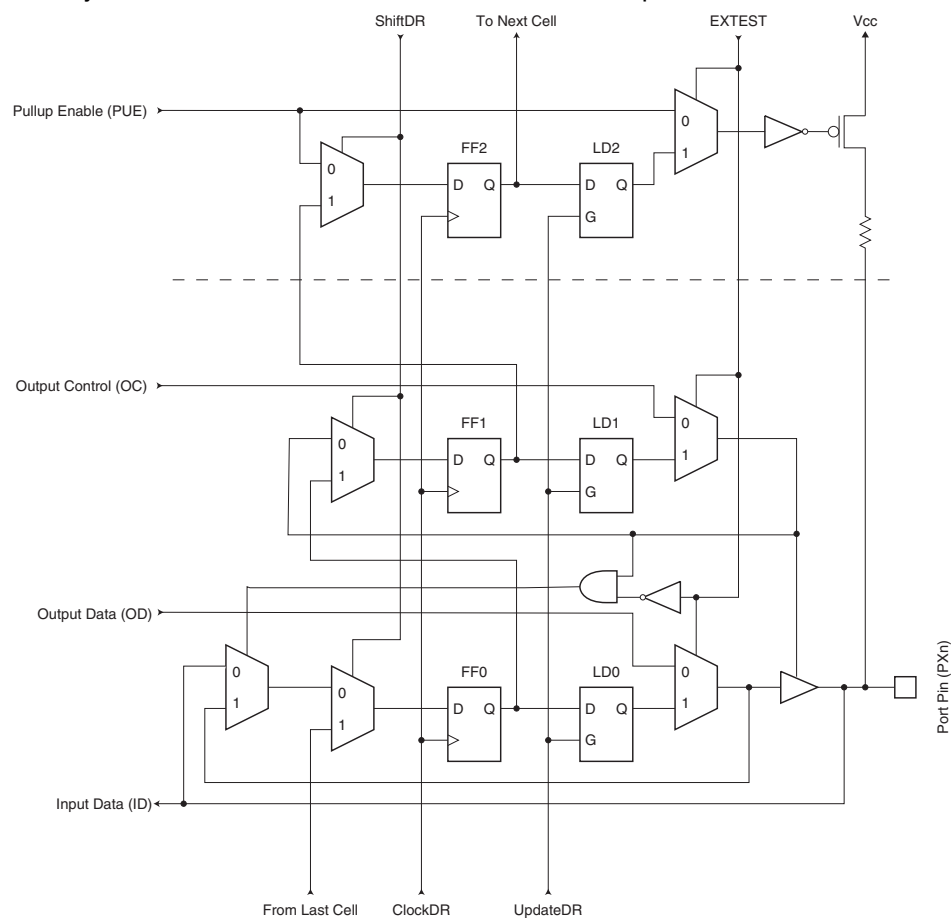 ShiftDR
To Next Cell
EXTEST
Vcc
Pullup Enable (PUE)
0
1
FF2
D Q
LD2
D Q
G
0
1
Output Control (OC)
0
1
FF1
D Q
LD1
D Q
G
0
1
Output Data (OD)
0
1
0
1
FF0
D Q
LD0
D Q
G
0
1
Port Pin (PXn)
Input Data (ID)
From Last Cell
ClockDR
UpdateDR